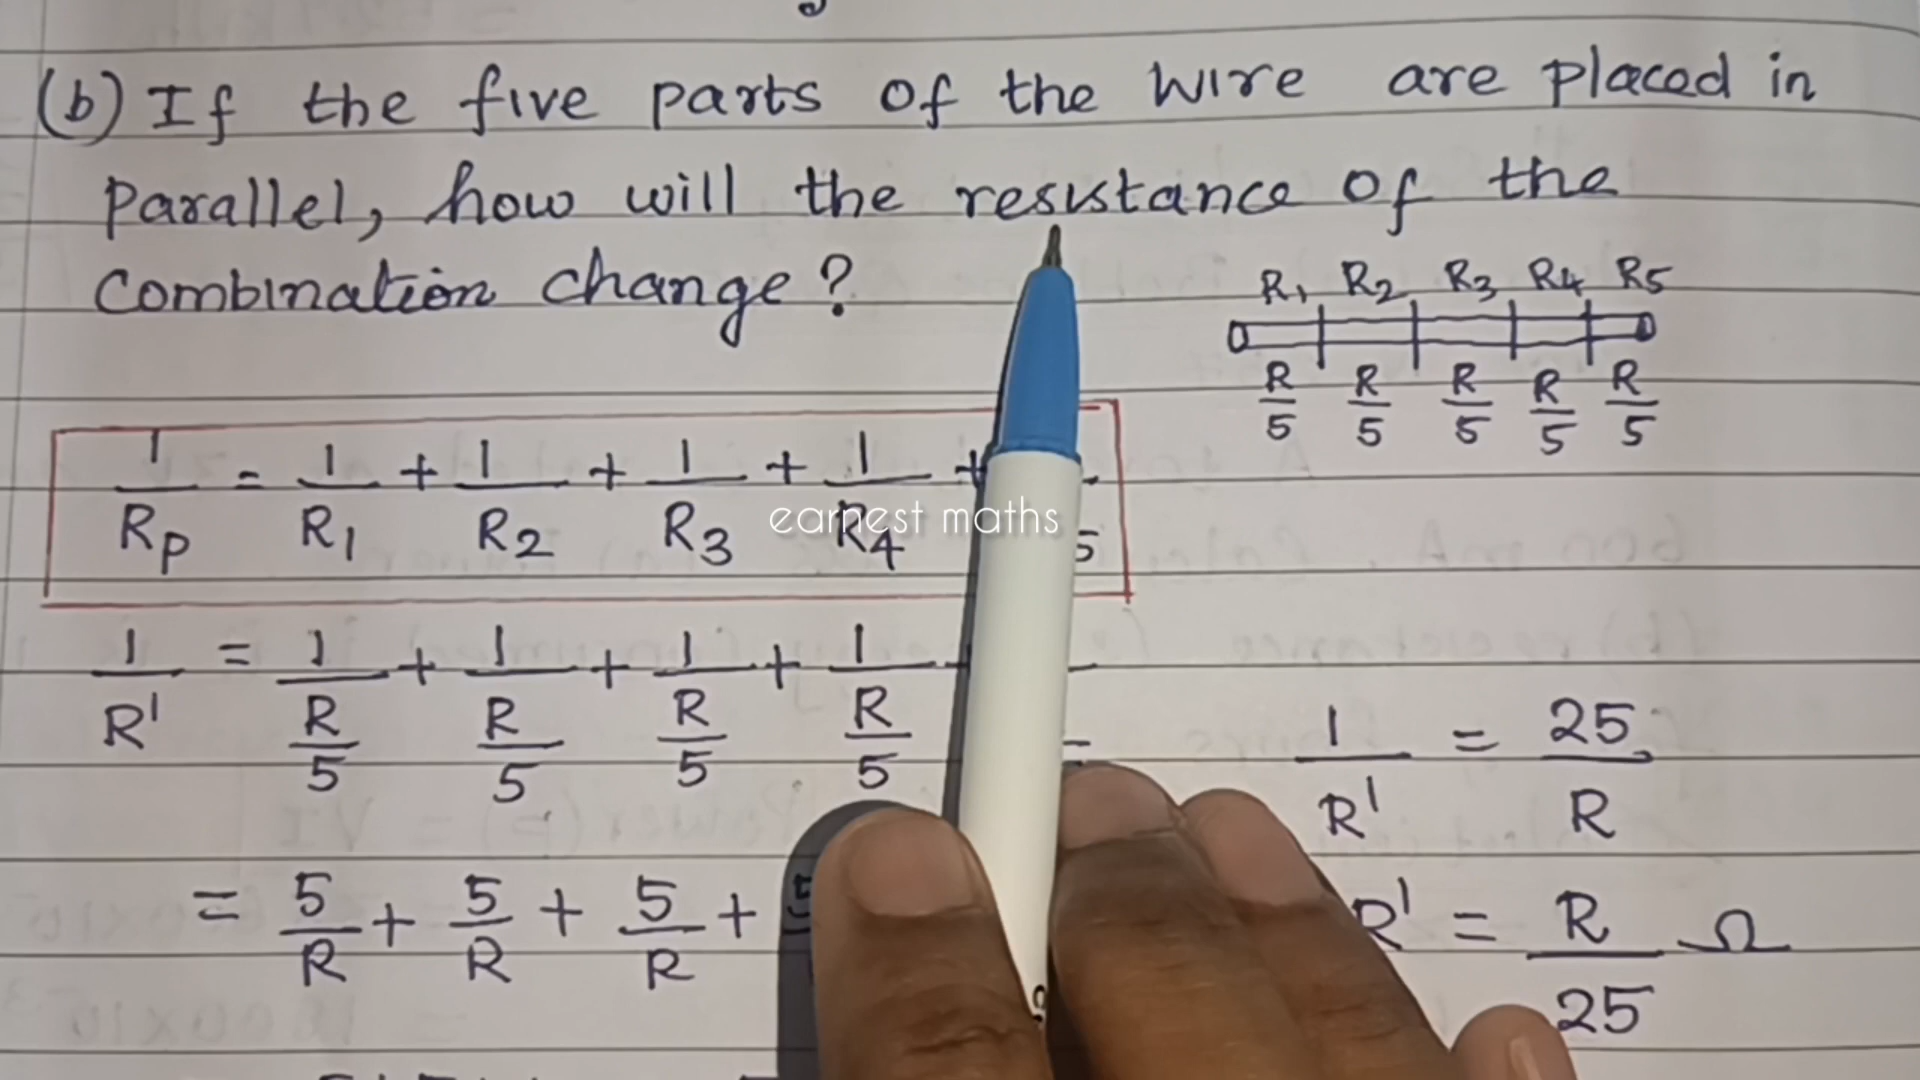 (b) If the five parts of the wire are placed in
parallel, how will the resistance of the
combination change?
R1 R2 R3 R4 R5
R/5 R/5 R/5 R/5 R/5
1/Rp = 1/R1 + 1/R2 + 1/R3 + 1/R4 +
earnest maths
1/R' = 1/(R/5) + 1/(R/5) + 1/(R/5) + 1/(R/5)
= 5/R + 5/R + 5/R +
1/R' = 25/R
R' = R/25 Ω